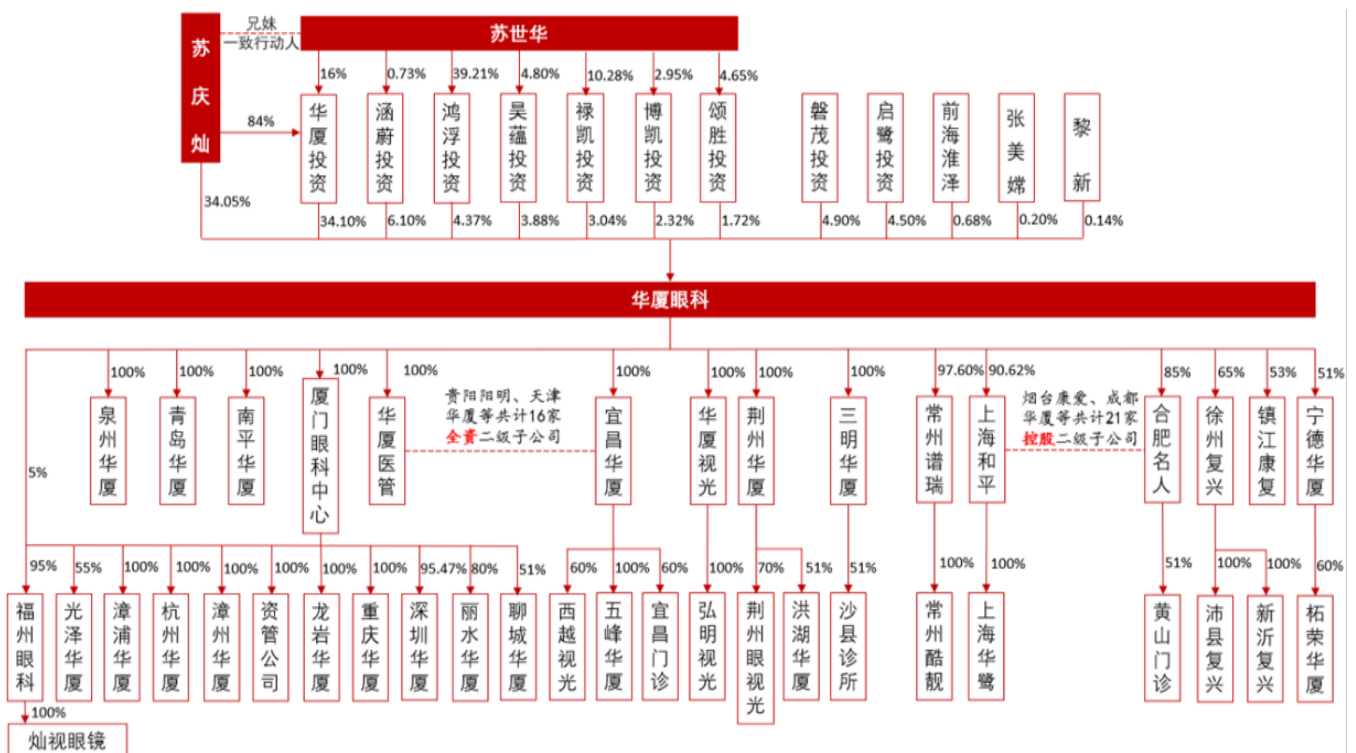 苏庆灿
兄妹
一致行动人
苏世华
16%
0.73%
39.21%
4.80%
10.28%
2.95%
4.65%
84%
华厦投资
涵蔚投资
鸿浮投资
昊蕴投资
禄凯投资
博凯投资
颂胜投资
磐茂投资
启鹭投资
前海淮泽
张美嫦
黎新
34.05%
34.10%
6.10%
4.37%
3.88%
3.04%
2.32%
1.72%
4.90%
4.50%
0.68%
0.20%
0.14%
华厦眼科
5%
100%
100%
100%
100%
100%
100%
100%
100%
100%
97.60%
90.62%
85%
65%
53%
51%
泉州华厦
青岛华厦
南平华厦
厦门眼科中心
华厦医管
贵阳阳明、天津
华厦等共计16家
全资二级子公司
宜昌华厦
华厦视光
荆州华厦
三明华厦
常州谱瑞
上海和平
烟台康爱、成都
华厦等共计21家
控股二级子公司
合肥名人
徐州复兴
镇江康复
宁德华厦
95%
55%
100%
100%
100%
100%
100%
100%
95.47%
80%
51%
60%
100%
60%
100%
70%
51%
51%
100%
100%
51%
100%
100%
60%
福州眼科
光泽华厦
漳浦华厦
杭州华厦
漳州华厦
资管公司
龙岩华厦
重庆华厦
深圳华厦
丽水华厦
聊城华厦
西越视光
五峰华厦
宜昌门诊
弘明视光
荆州眼视光
洪湖华厦
沙县诊所
常州酷靓
上海华鹭
黄山门诊
沛县复兴
新沂复兴
柘荣华厦
100%
灿视眼镜